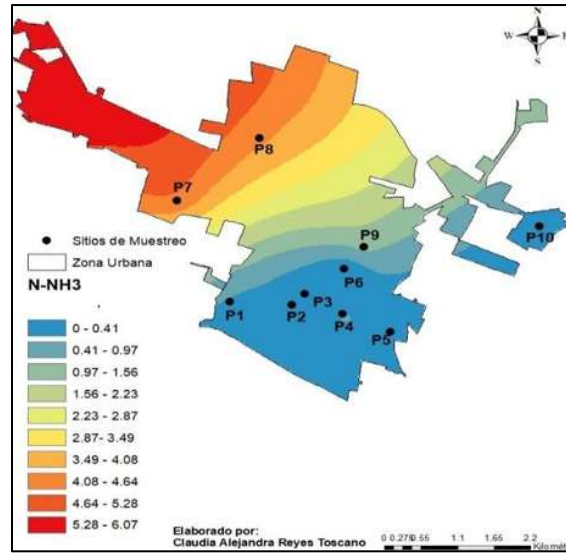 N
W E
S
P8
P7
P9
P10
P6
P1
P3
P2
P4
P5
Sitios de Muestreo
Zona Urbana
N-NH3
0 - 0.41
0.41 - 0.97
0.97 - 1.56
1.56 - 2.23
2.23 - 2.87
2.87- 3.49
3.49 - 4.08
4.08 - 4.64
4.64 - 5.28
5.28 - 6.07
Elaborado por:
Claudia Alejandra Reyes Toscano
0 0.275 0.55 1.1 1.65 2.2
Kilómét